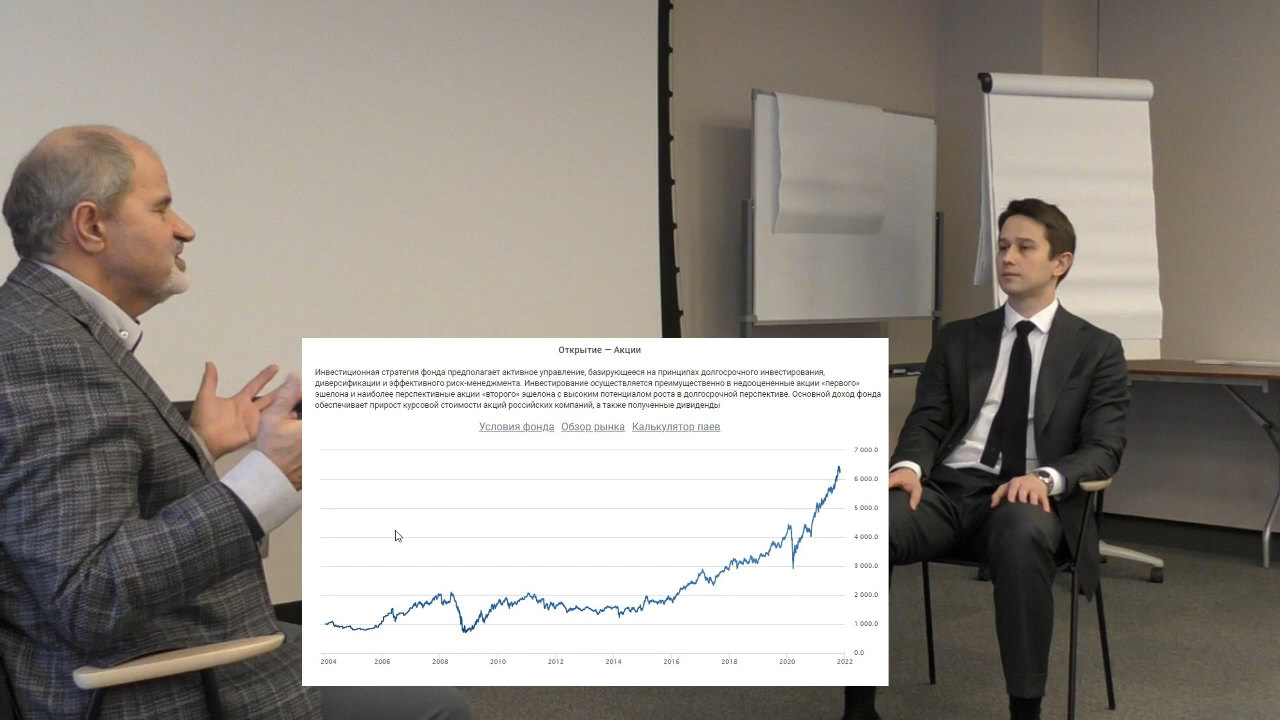 Открытие — Акции
Инвестиционная стратегия фонда предполагает активное управление, базирующееся на принципах долгосрочного инвестирования,
диверсификации и эффективного риск-менеджмента. Инвестирование осуществляется преимущественно в недооцененные акции «первого»
эшелона и наиболее перспективные акции «второго» эшелона с высоким потенциалом роста в долгосрочной перспективе. Основной доход фонда
обеспечивает прирост курсовой стоимости акций российских компаний, а также полученные дивиденды
Условия фонда Обзор рынка Калькулятор паев
7 000.0
6 000.0
5 000.0
4 000.0
3 000.0
2 000.0
1 000.0
0.0
2004 2006 2008 2010 2012 2014 2016 2018 2020 2022